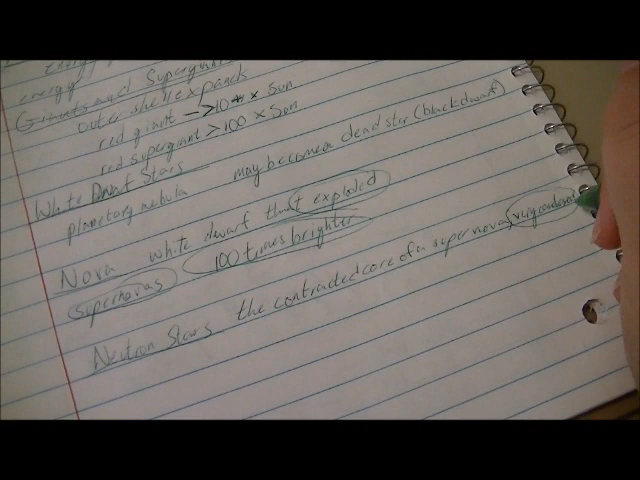 energy
Giants and Supergiants
outer shell expand
red giant -> 10 x Sun
red supergiant > 100 x Sun
White Dwarf Stars
planetary nebula may become a dead star (black dwarf)
Nova white dwarf that exploded
supernovas 100 times brighter
Neutron Stars the contracted core of a supernova, very